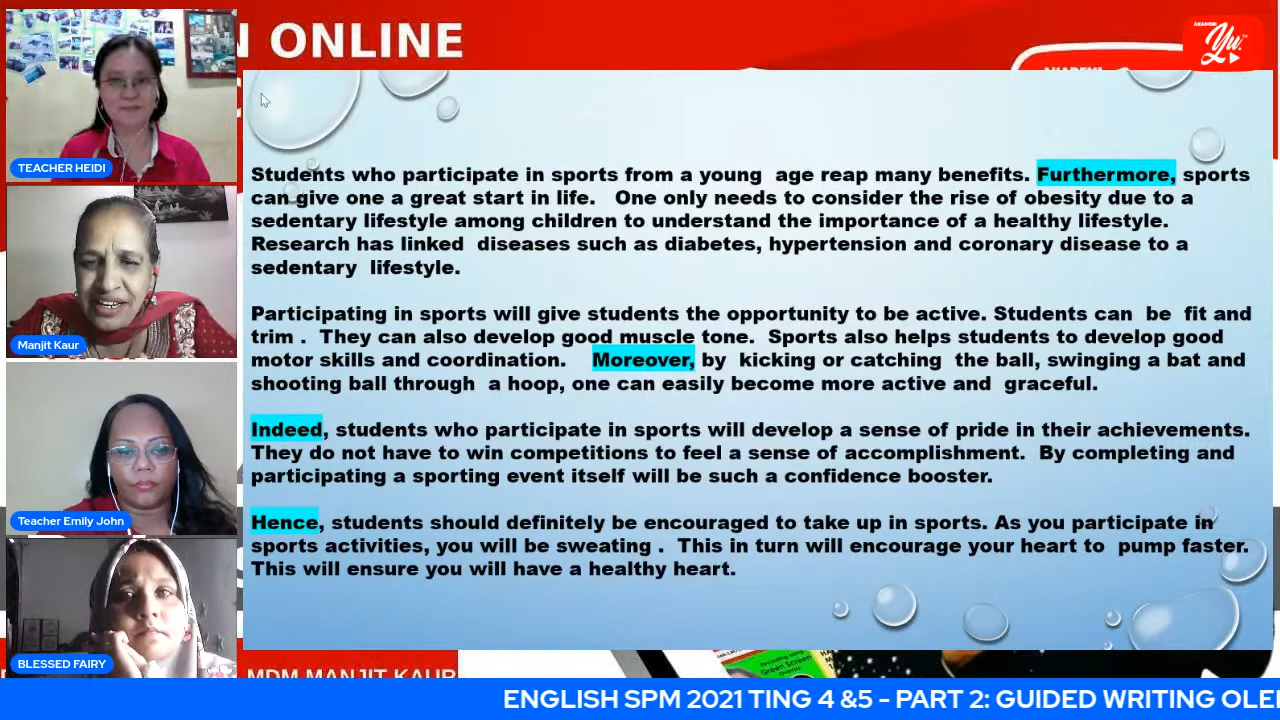 N ONLINE
AKADEMI
Yu
TEACHER HEIDI
Manjit Kaur
Teacher Emily John
BLESSED FAIRY
Students who participate in sports from a young age reap many benefits. Furthermore, sports
can give one a great start in life. One only needs to consider the rise of obesity due to a
sedentary lifestyle among children to understand the importance of a healthy lifestyle.
Research has linked diseases such as diabetes, hypertension and coronary disease to a
sedentary lifestyle.
Participating in sports will give students the opportunity to be active. Students can be fit and
trim . They can also develop good muscle tone. Sports also helps students to develop good
motor skills and coordination. Moreover, by kicking or catching the ball, swinging a bat and
shooting ball through a hoop, one can easily become more active and graceful.
Indeed, students who participate in sports will develop a sense of pride in their achievements.
They do not have to win competitions to feel a sense of accomplishment. By completing and
participating a sporting event itself will be such a confidence booster.
Hence, students should definitely be encouraged to take up in sports. As you participate in
sports activities, you will be sweating . This in turn will encourage your heart to pump faster.
This will ensure you will have a healthy heart.
MDM MANJIT KAUR
Green Screen
ENGLISH SPM 2021 TING 4 &5 - PART 2: GUIDED WRITING OLE